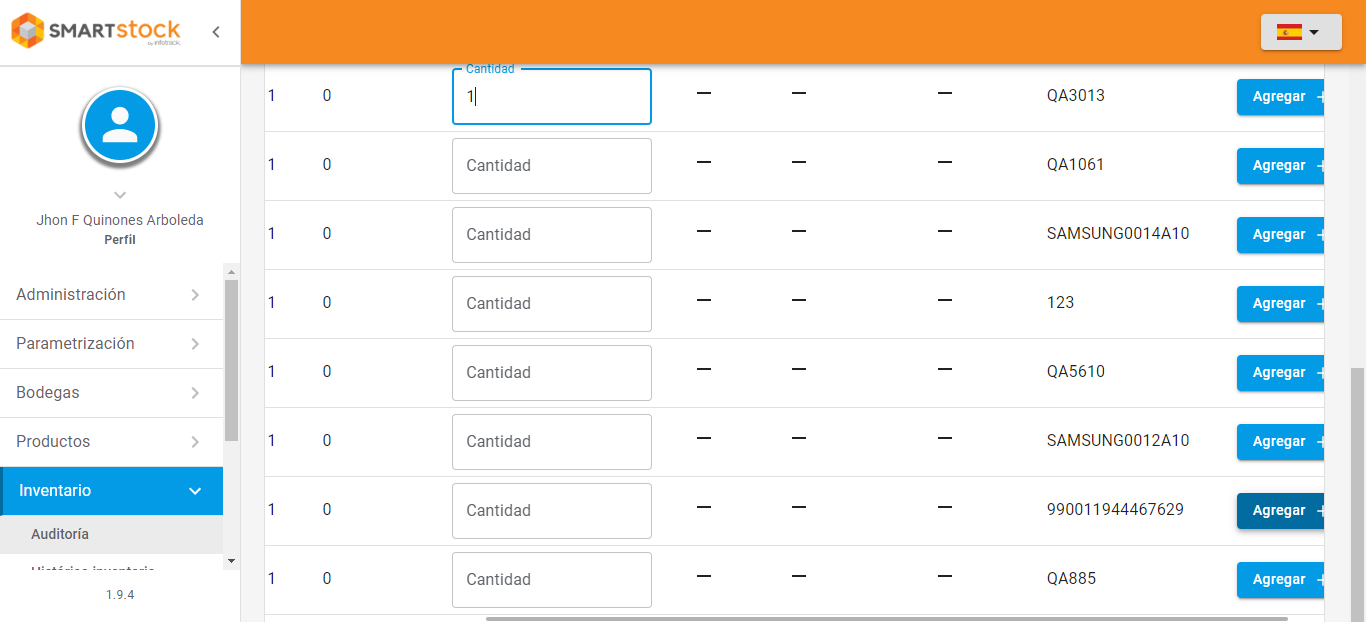 SMARTstock
by infotrack.
Jhon F Quinones Arboleda
Perfil
Administración
Parametrización
Bodegas
Productos
Inventario
Auditoría
Histórico inventario
1.9.4
Cantidad
1 0 1 — — — QA3013 Agregar +
1 0 Cantidad — — — QA1061 Agregar +
1 0 Cantidad — — — SAMSUNG0014A10 Agregar +
1 0 Cantidad — — — 123 Agregar +
1 0 Cantidad — — — QA5610 Agregar +
1 0 Cantidad — — — SAMSUNG0012A10 Agregar +
1 0 Cantidad — — — 990011944467629 Agregar +
1 0 Cantidad — — — QA885 Agregar +